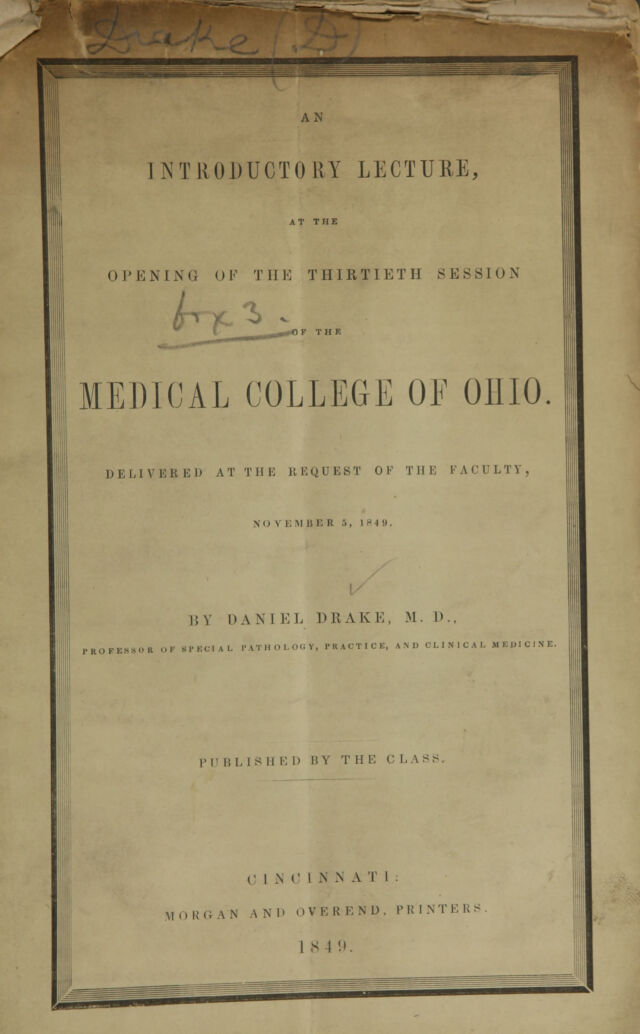 Drake (D)
AN
INTRODUCTORY LECTURE,
AT THE
OPENING OF THE THIRTIETH SESSION
box 3.
OF THE
MEDICAL COLLEGE OF OHIO.
DELIVERED AT THE REQUEST OF THE FACULTY,
NOVEMBER 5, 1849.
BY DANIEL DRAKE, M. D.,
PROFESSOR OF SPECIAL PATHOLOGY, PRACTICE, AND CLINICAL MEDICINE.
PUBLISHED BY THE CLASS.
CINCINNATI:
MORGAN AND OVEREND, PRINTERS.
1849.